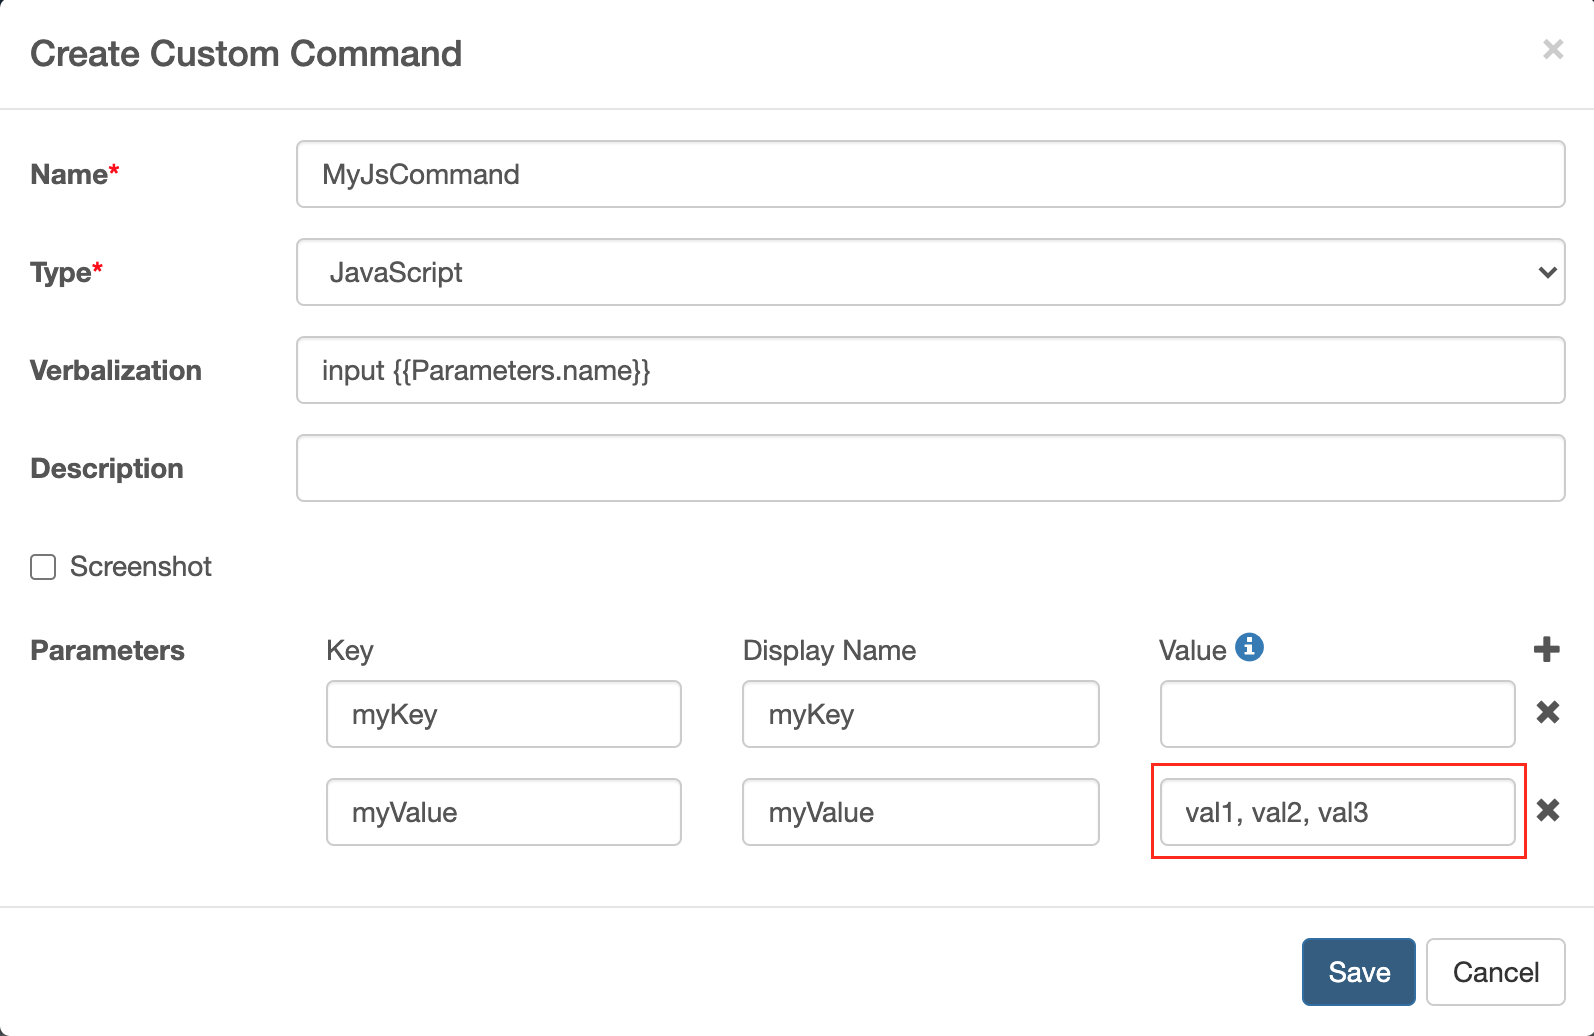 Create Custom Command
Name* MyJsCommand
Type* JavaScript
Verbalization input {{Parameters.name}}
Description
Screenshot
Parameters Key Display Name Value
myKey myKey
myValue myValue val1, val2, val3
Save Cancel